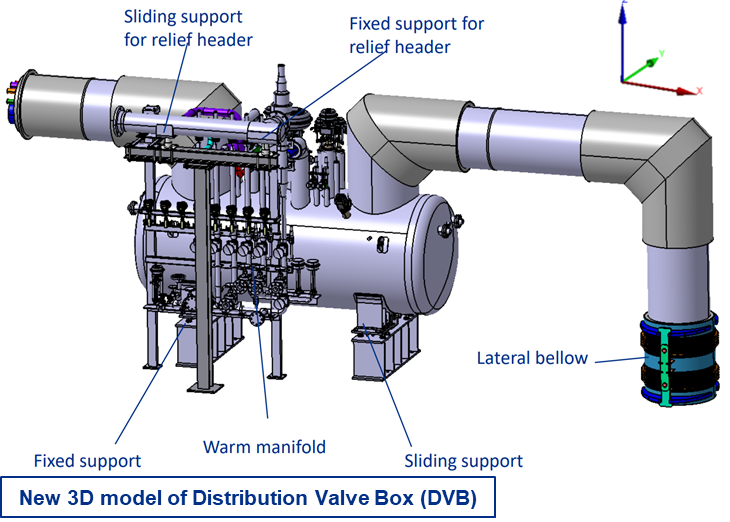 Sliding support
for relief header
Fixed support for
relief header
Z
Y
X
Lateral bellow
Warm manifold
Fixed support
Sliding support
New 3D model of Distribution Valve Box (DVB)